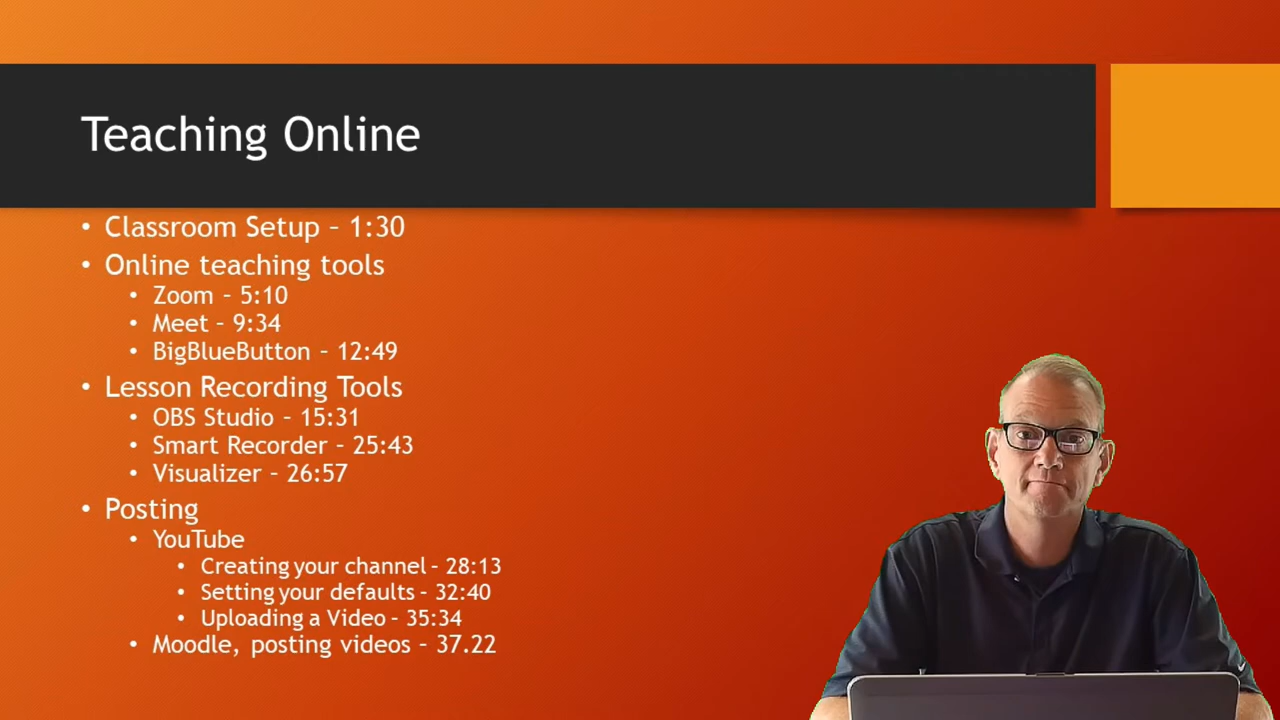 Teaching Online
• Classroom Setup – 1:30
• Online teaching tools
• Zoom – 5:10
• Meet – 9:34
• BigBlueButton – 12:49
• Lesson Recording Tools
• OBS Studio – 15:31
• Smart Recorder – 25:43
• Visualizer – 26:57
• Posting
• YouTube
• Creating your channel – 28:13
• Setting your defaults – 32:40
• Uploading a Video – 35:34
• Moodle, posting videos – 37.22